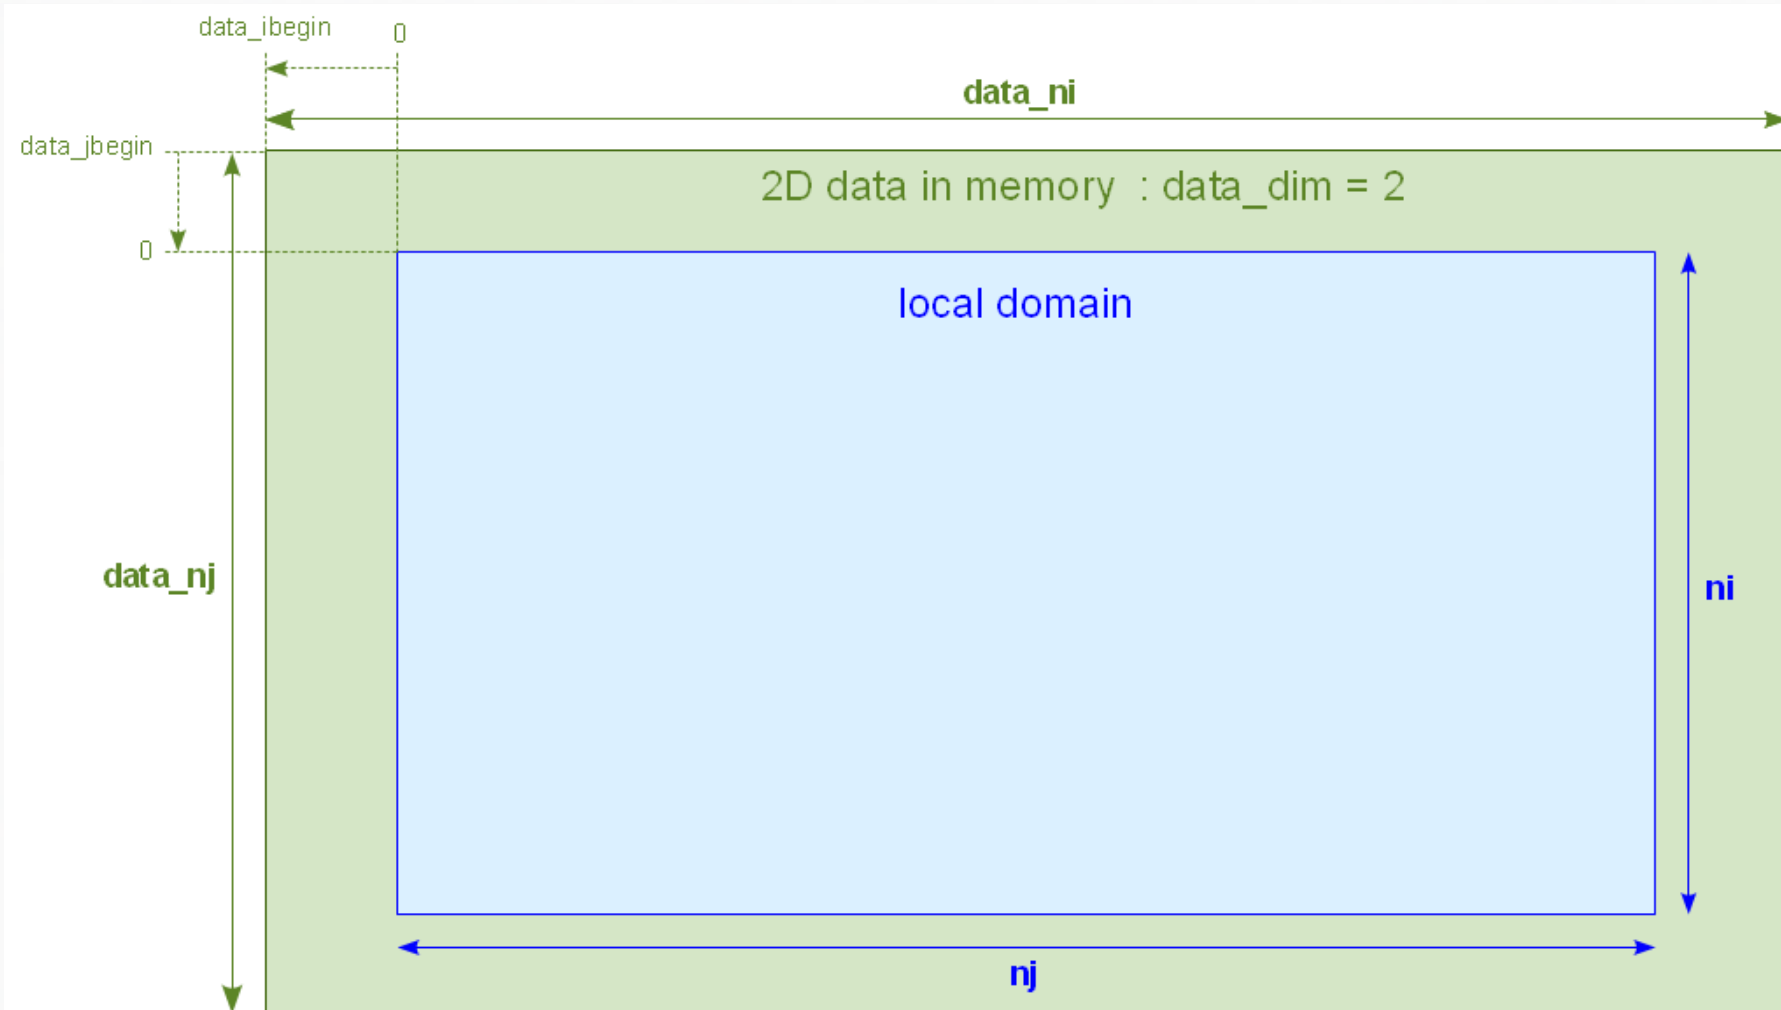 data_ibegin
0
data_ni
data_jbegin
2D data in memory : data_dim = 2
0
local domain
data_nj
ni
nj